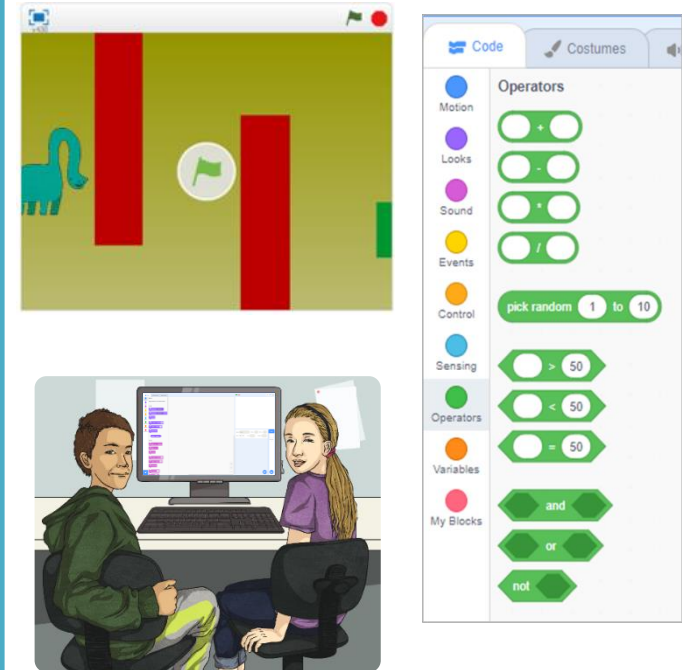 v430
Code
Costumes
Motion
Looks
Sound
Events
Control
Sensing
Operators
Variables
My Blocks
Operators
+
-
*
/
pick random 1 to 10
> 50
< 50
= 50
and
or
not